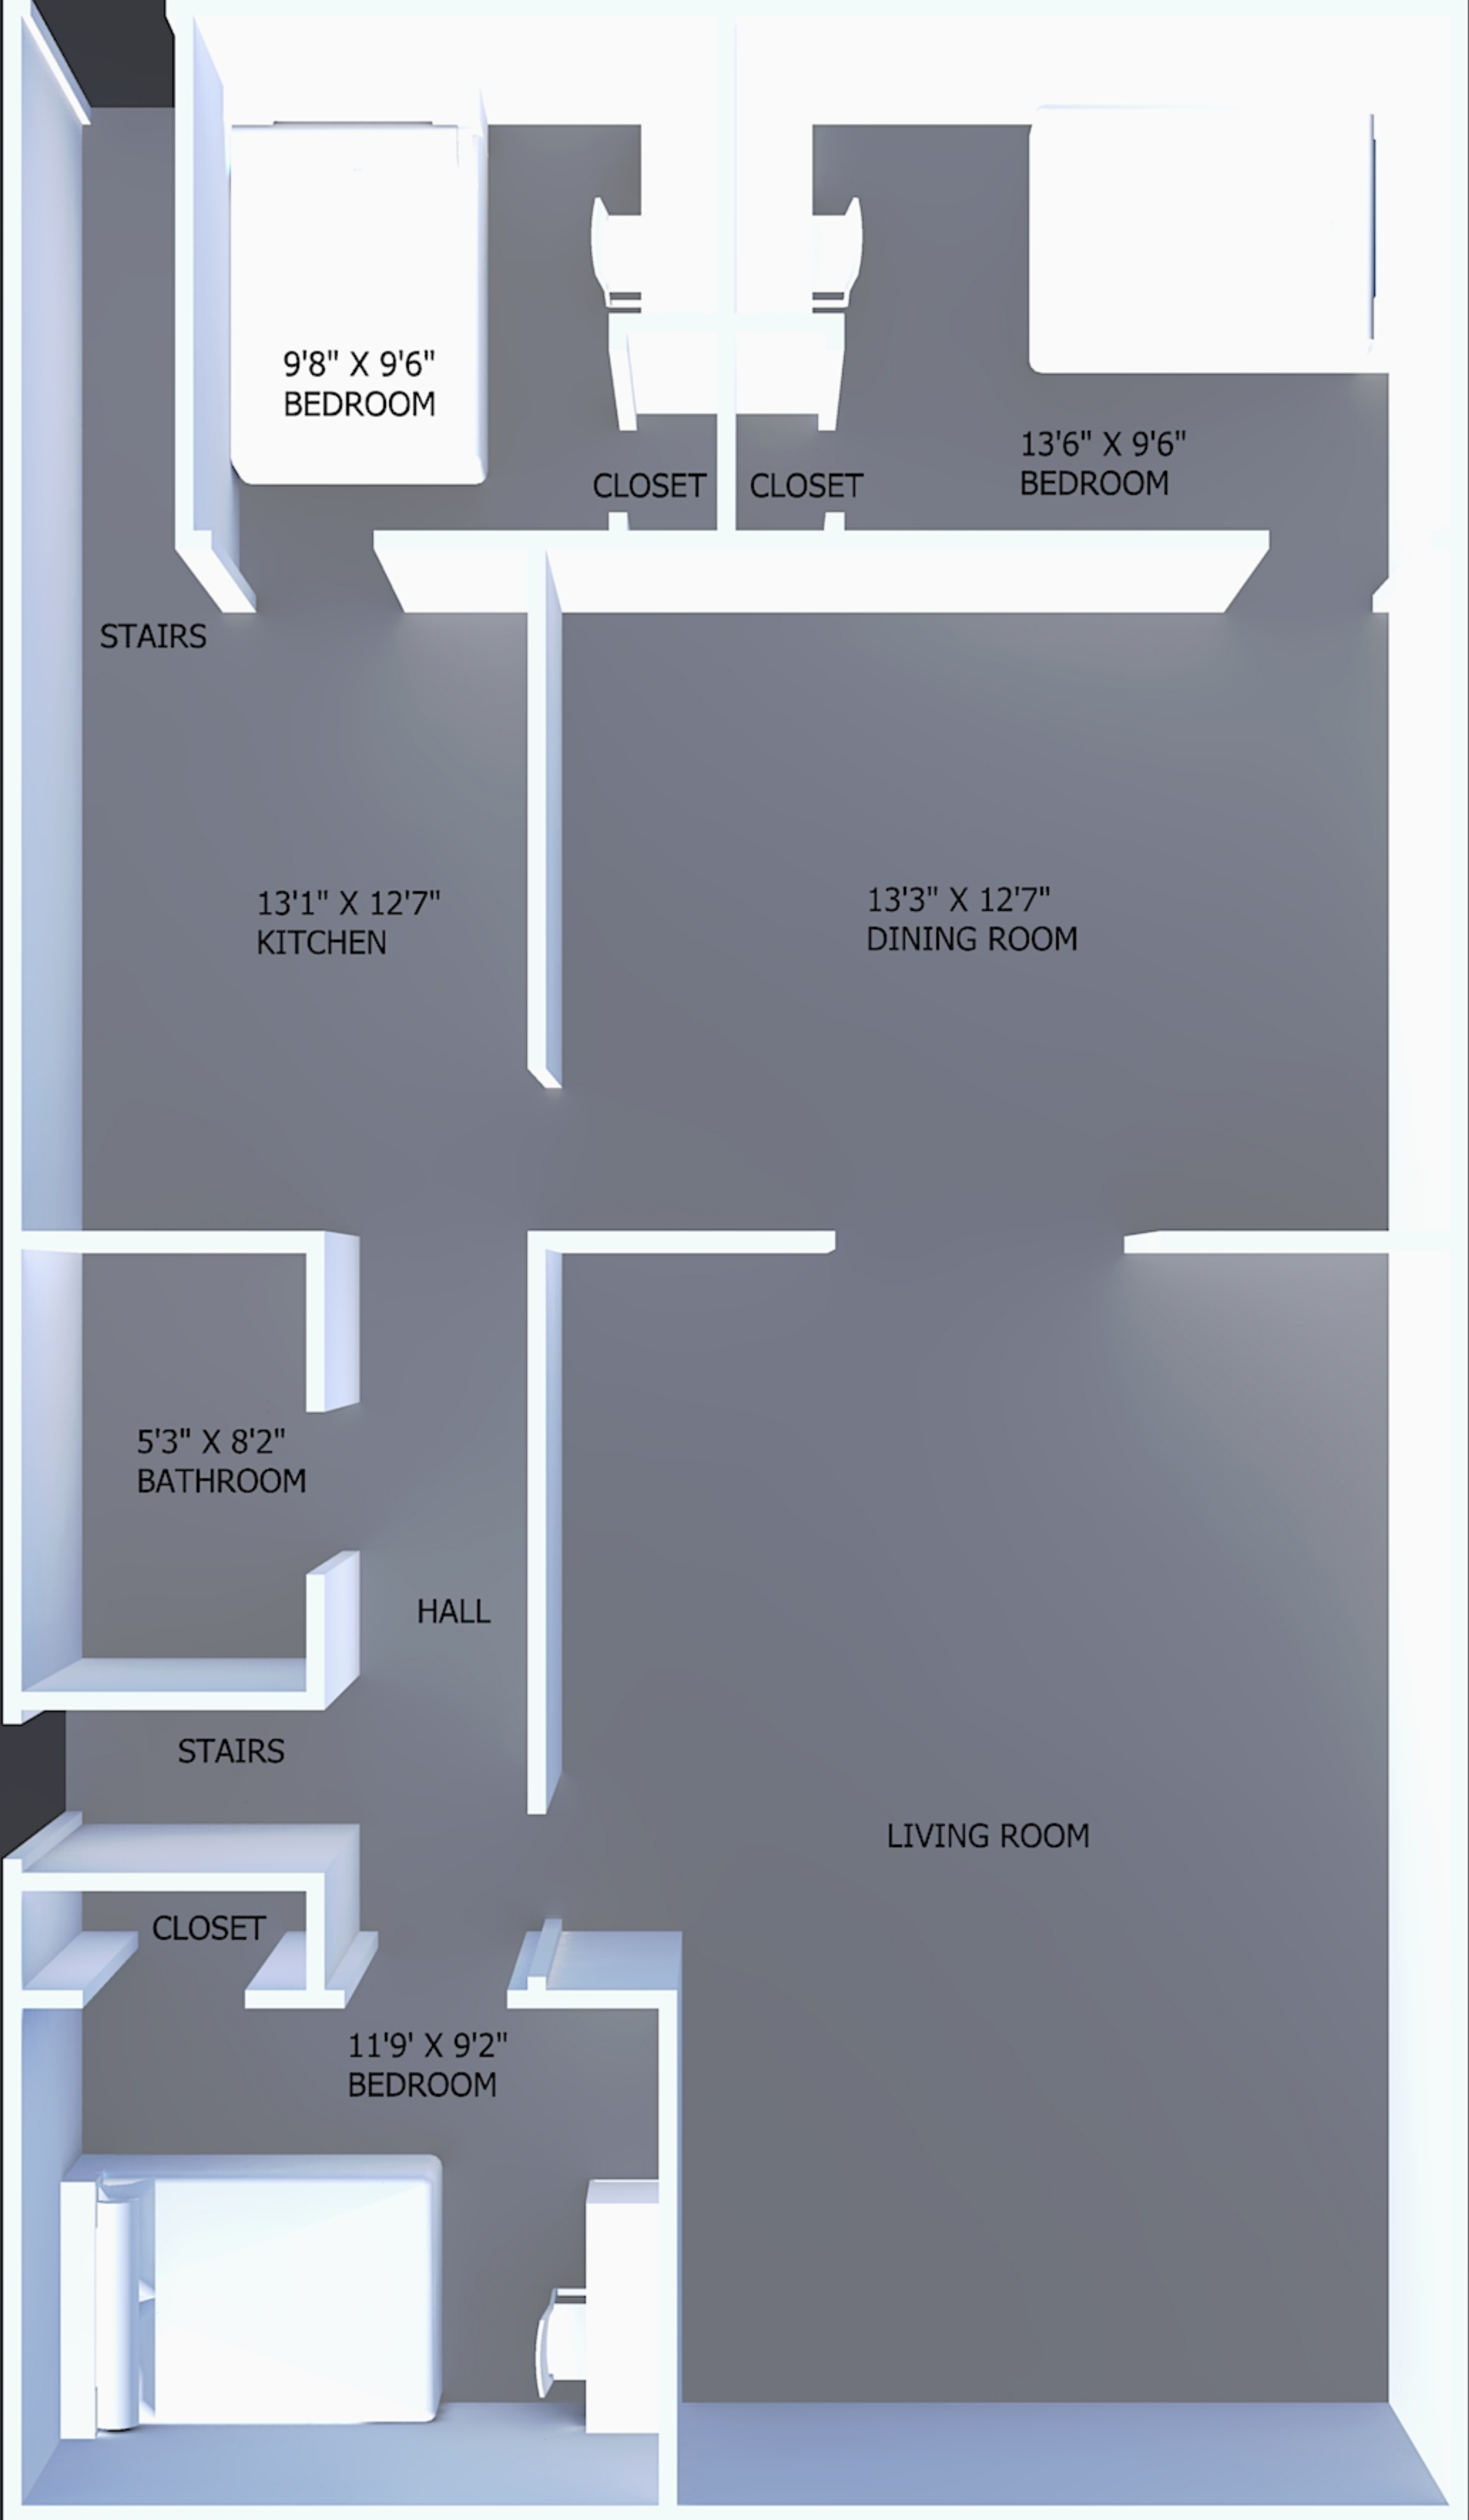 9'8" X 9'6"
BEDROOM
13'6" X 9'6"
BEDROOM
CLOSET
CLOSET
STAIRS
13'1" X 12'7"
KITCHEN
13'3" X 12'7"
DINING ROOM
5'3" X 8'2"
BATHROOM
HALL
STAIRS
LIVING ROOM
CLOSET
11'9' X 9'2"
BEDROOM